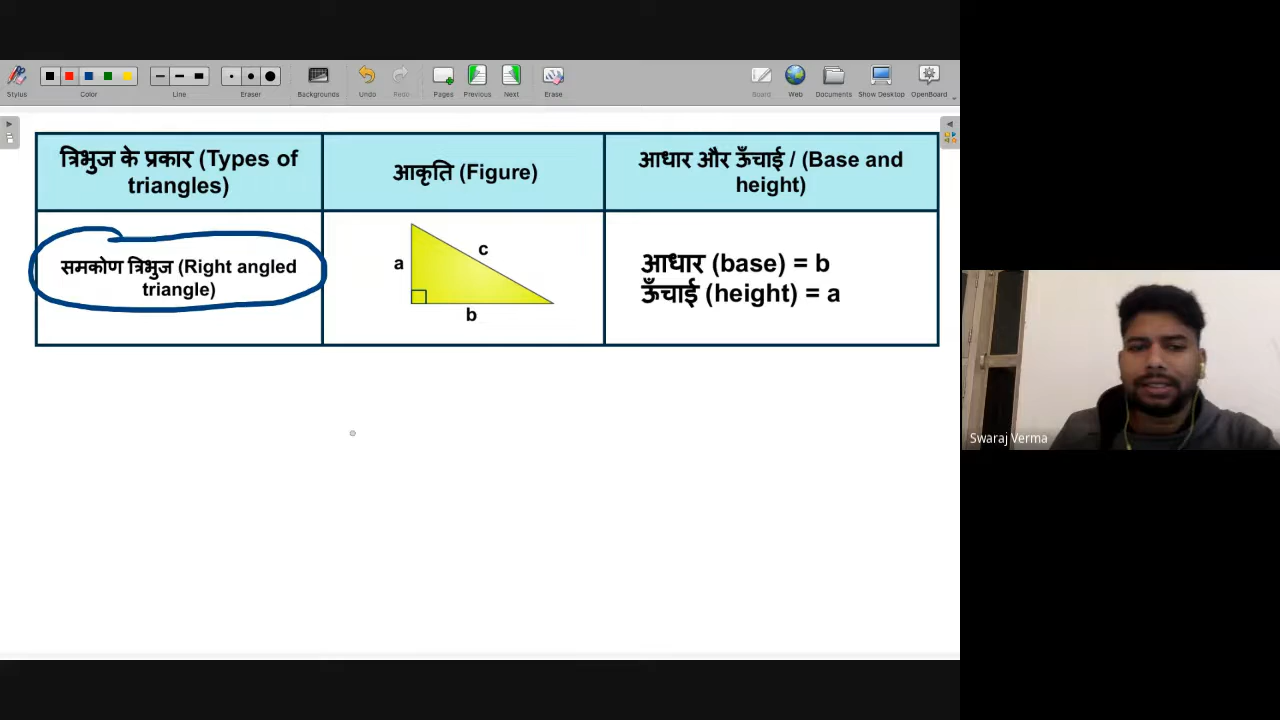 Stylus
Color
Line
Eraser
Backgrounds
Undo
Redo
Pages
Previous
Next
Erase
Board
Web
Documents
Show Desktop
OpenBoard
त्रिभुज के प्रकार (Types of
triangles)
आकृति (Figure)
आधार और ऊँचाई / (Base and
height)
समकोण त्रिभुज (Right angled
triangle)
a
c
b
आधार (base) = b
ऊँचाई (height) = a
Swaraj Verma